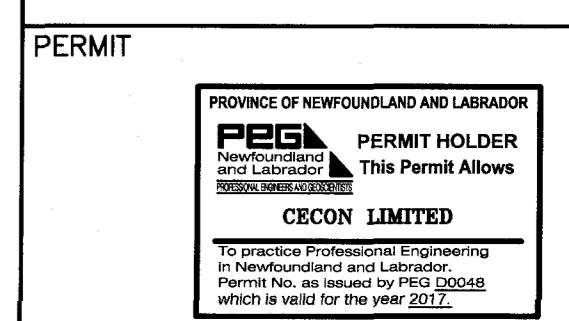 PERMIT
PROVINCE OF NEWFOUNDLAND AND LABRADOR
PEG
Newfoundland
and Labrador
PROFESSIONAL ENGINEERS AND GEOSCIENTISTS
PERMIT HOLDER
This Permit Allows
CECON LIMITED
To practice Professional Engineering
in Newfoundland and Labrador.
Permit No. as issued by PEG D0048
which is valid for the year 2017.